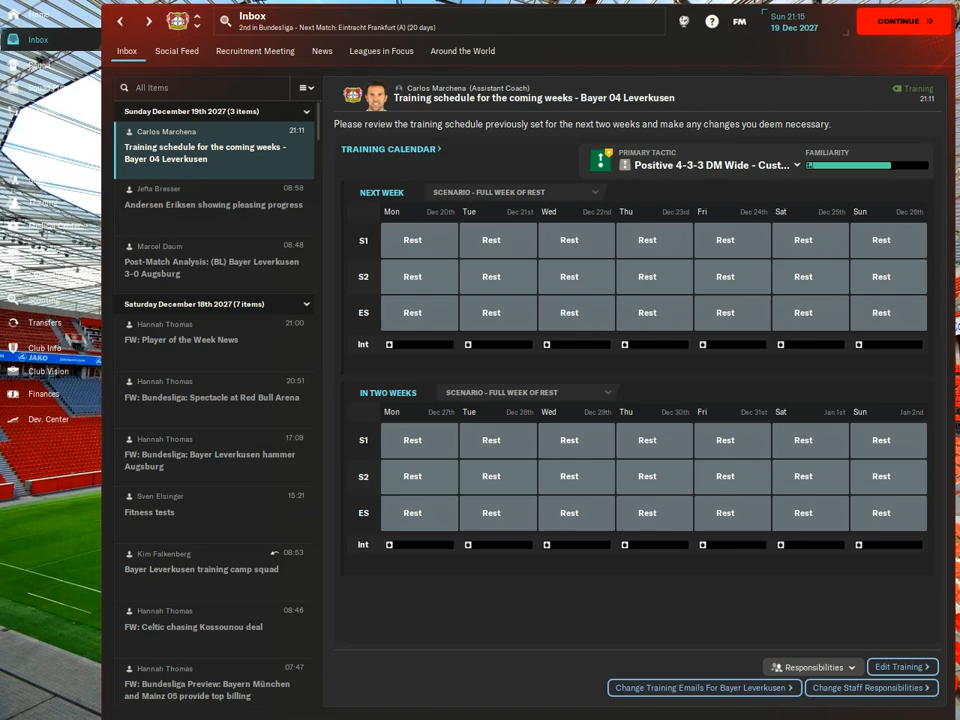 Inbox
2nd in Bundesliga - Next Match: Eintracht Frankfurt (A) (20 days)
FM
Sun 21:15
19 Dec 2027
CONTINUE
Home
Inbox
Scouting
Transfers
Club Info
JAKO
Club Vision
Finances
Dev. Center
Inbox Social Feed Recruitment Meeting News Leagues in Focus Around the World
All Items
Sunday December 19th 2027 (3 items)
Carlos Marchena 21:11
Training schedule for the coming weeks -
Bayer 04 Leverkusen
Jefta Bresser 08:58
Andersen Eriksen showing pleasing progress
Marcel Daum 08:48
Post-Match Analysis: (BL) Bayer Leverkusen
3-0 Augsburg
Saturday December 18th 2027 (7 items)
Hannah Thomas 21:00
FW: Player of the Week News
Hannah Thomas 20:51
FW: Bundesliga: Spectacle at Red Bull Arena
Hannah Thomas 17:09
FW: Bundesliga: Bayer Leverkusen hammer
Augsburg
Sven Elsinger 15:21
Fitness tests
Kim Falkenberg 08:53
Bayer Leverkusen training camp squad
Hannah Thomas 08:46
FW: Celtic chasing Kossounou deal
Hannah Thomas 07:47
FW: Bundesliga Preview: Bayern München
and Mainz 05 provide top billing
Carlos Marchena (Assistant Coach)
Training schedule for the coming weeks - Bayer 04 Leverkusen
Training
21:11
Please review the training schedule previously set for the next two weeks and make any changes you deem necessary.
TRAINING CALENDAR
PRIMARY TACTIC
Positive 4-3-3 DM Wide - Cust...
FAMILIARITY
NEXT WEEK SCENARIO - FULL WEEK OF REST
Mon Dec 20th Tue Dec 21st Wed Dec 22nd Thu Dec 23rd Fri Dec 24th Sat Dec 25th Sun Dec 26th
S1 Rest Rest Rest Rest Rest Rest Rest
S2 Rest Rest Rest Rest Rest Rest Rest
ES Rest Rest Rest Rest Rest Rest Rest
Int
IN TWO WEEKS SCENARIO - FULL WEEK OF REST
Mon Dec 27th Tue Dec 28th Wed Dec 29th Thu Dec 30th Fri Dec 31st Sat Jan 1st Sun Jan 2nd
S1 Rest Rest Rest Rest Rest Rest Rest
S2 Rest Rest Rest Rest Rest Rest Rest
ES Rest Rest Rest Rest Rest Rest Rest
Int
Responsibilities
Edit Training
Change Training Emails For Bayer Leverkusen
Change Staff Responsibilities